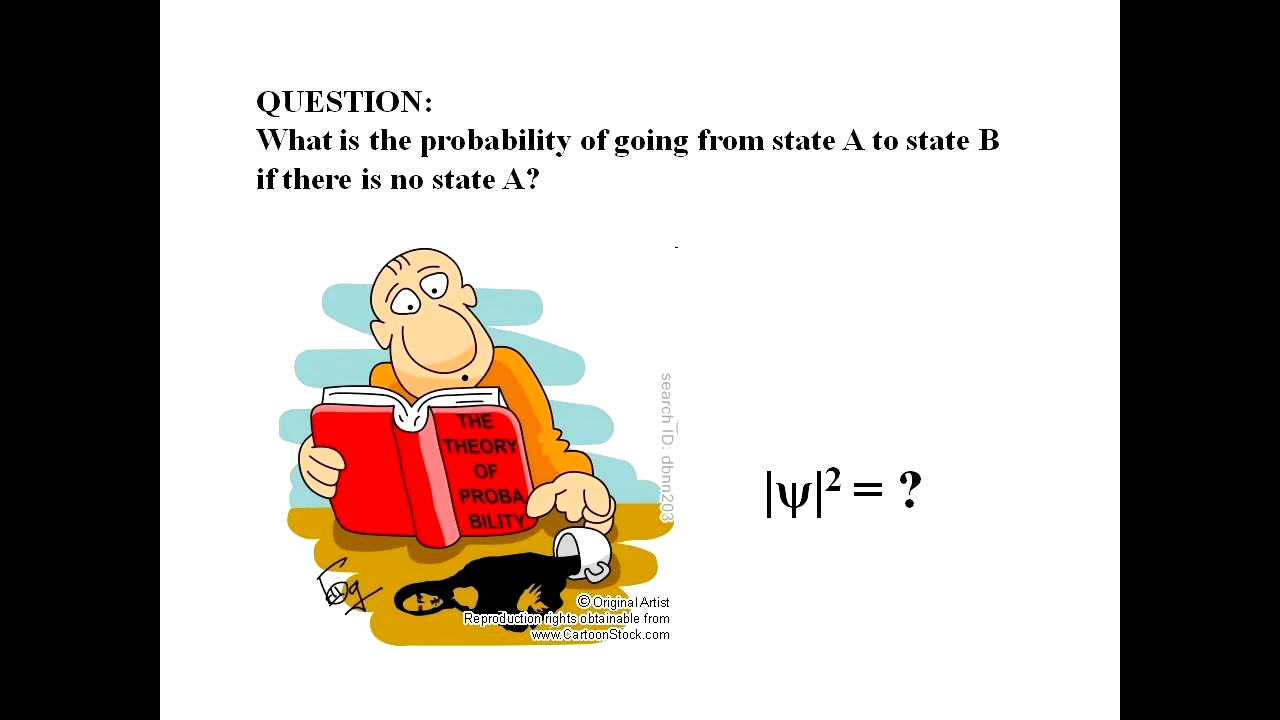 QUESTION:
What is the probability of going from state A to state B
if there is no state A?
THE
THEORY
OF
PROBA
BILITY
search ID: dbnn203
|ψ|² = ?
© Original Artist
Reproduction rights obtainable from
www.CartoonStock.com